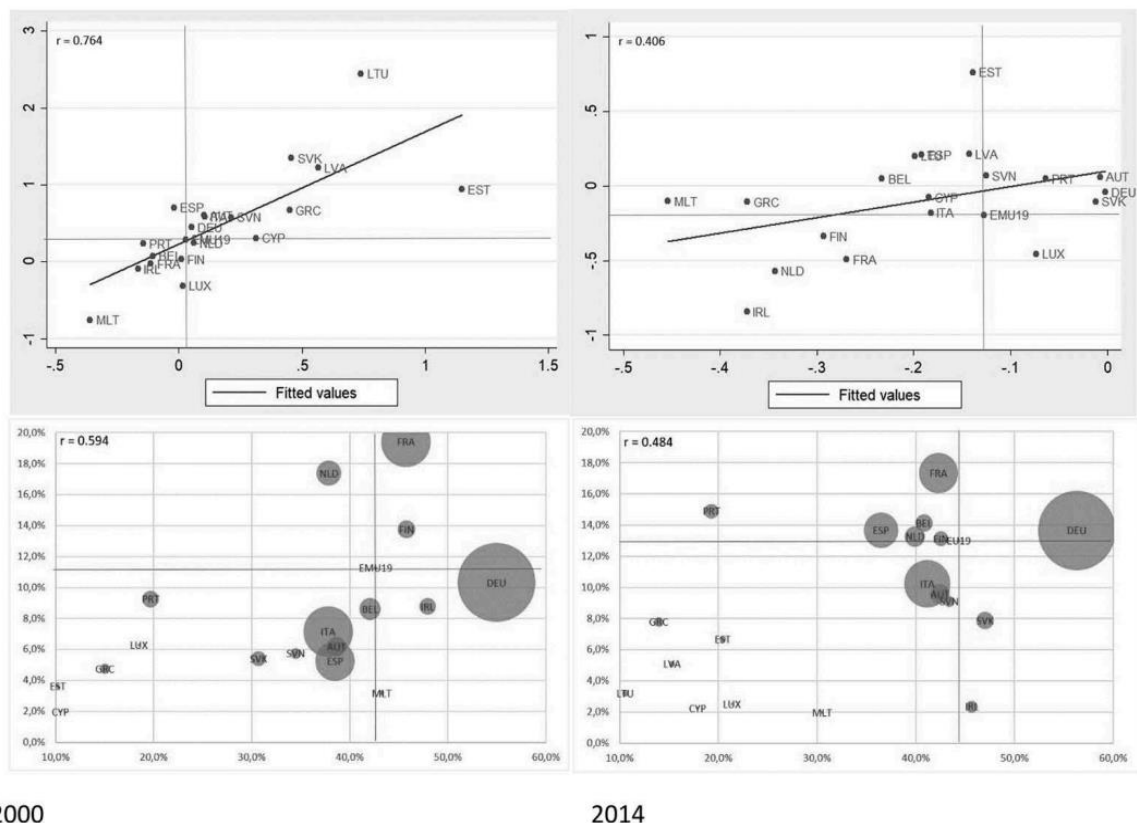 r = 0.764
3
2
1
0
-1
LTU
SVK
LVA
EST
ESP
SVN
GRC
DEU
EMU19
NLD
CYP
PRT
BEL
FRA
IRL
FIN
LUX
MLT
-.5
0
.5
1
1.5
Fitted values
r = 0.406
1
.5
0
-.5
-1
EST
ESP
LVA
BEL
SVN
PRT
AUT
DEU
SVK
CYP
ITA
EMU19
MLT
GRC
FIN
FRA
LUX
NLD
IRL
-.5
-.4
-.3
-.2
-.1
0
Fitted values
r = 0.594
20,0%
18,0%
16,0%
14,0%
12,0%
10,0%
8,0%
6,0%
4,0%
2,0%
0,0%
FRA
NLD
FIN
EMU19
DEU
PRT
BEL
IRL
ITA
LUX
AUT
SVK
SVN
ESP
GRC
EST
MLT
CYP
10,0%
20,0%
30,0%
40,0%
50,0%
60,0%
r = 0.484
20,0%
18,0%
16,0%
14,0%
12,0%
10,0%
8,0%
6,0%
4,0%
2,0%
0,0%
FRA
PRT
ESP
BEL
NLD
FIN
CU19
DEU
ITA
AUT
SVN
GRC
SVK
EST
LVA
LTU
CYP
LUX
MLT
IRL
10,0%
20,0%
30,0%
40,0%
50,0%
60,0%
2000
2014